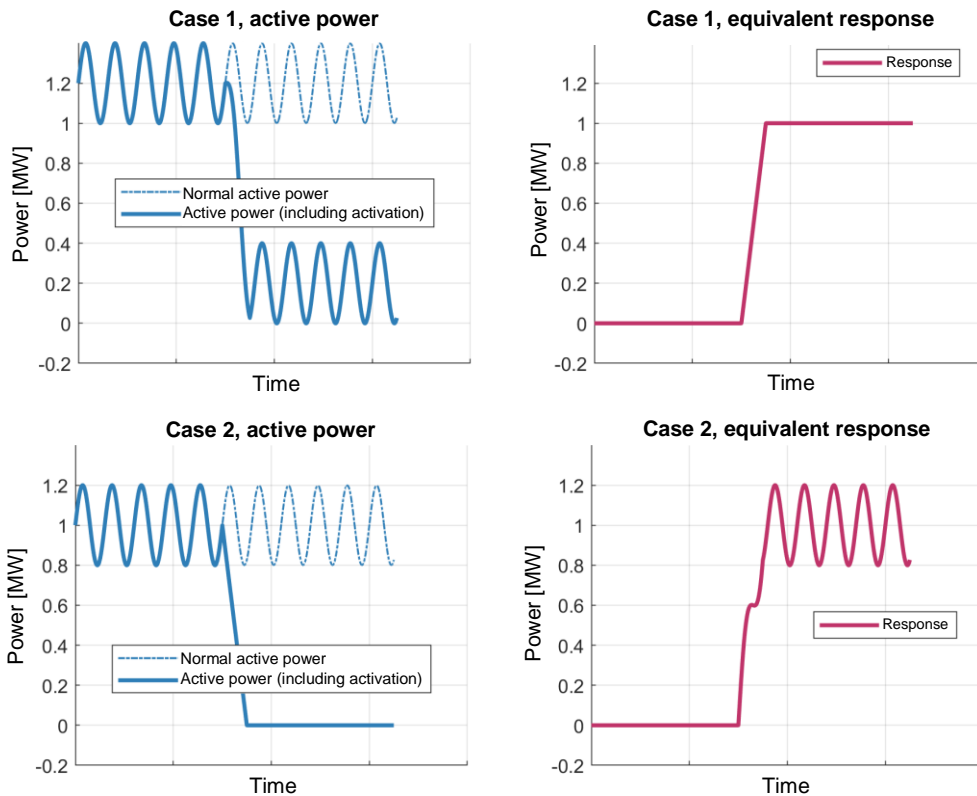 Case 1, active power
1.2
1
0.8
0.6
0.4
0.2
0
-0.2
Power [MW]
Normal active power
Active power (including activation)
Time
Case 1, equivalent response
1.2
1
0.8
0.6
0.4
0.2
0
-0.2
Power [MW]
Response
Time
Case 2, active power
1.2
1
0.8
0.6
0.4
0.2
0
-0.2
Power [MW]
Normal active power
Active power (including activation)
Time
Case 2, equivalent response
1.2
1
0.8
0.6
0.4
0.2
0
-0.2
Power [MW]
Response
Time